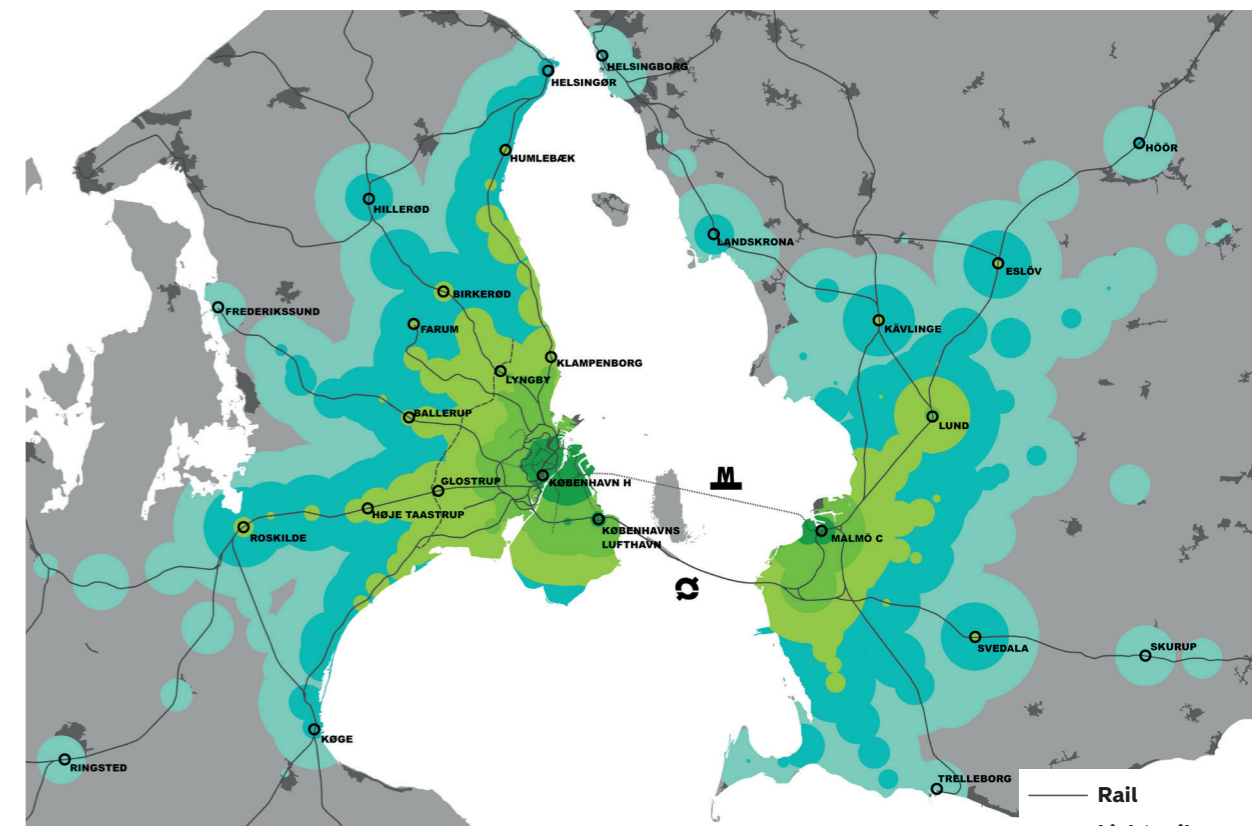 HELSINGBORG
HELSINGØR
HÖÖR
HUMLEBÆK
HILLERØD
LANDSKRONA
ESLÖV
BIRKERØD
FREDERIKSSUND
FARUM
KÄVLINGE
KLAMPENBORG
LYNGBY
BALLERUP
LUND
M
KØBENHAVN H
GLOSTRUP
HØJE TAASTRUP
ROSKILDE
KØBENHAVNS
LUFTHAVN
MALMÖ C
SVEDALA
SKURUP
KØGE
RINGSTED
TRELLEBORG
Rail